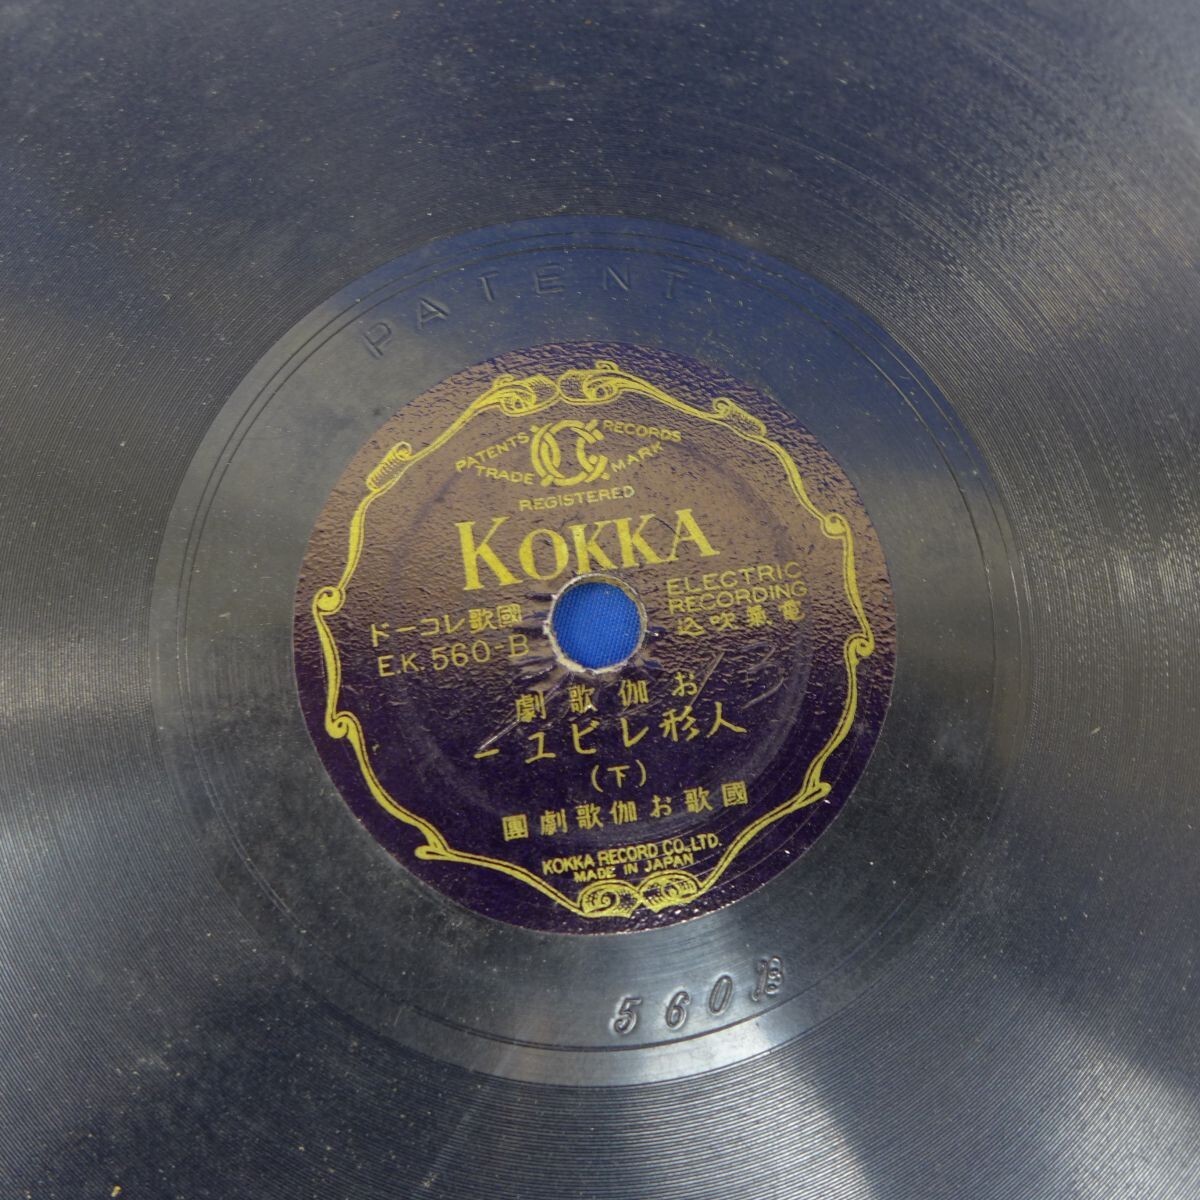 PATENT
PATENTS RECORDS
TRADE MARK
REGISTERED
KOKKA
ELECTRIC
RECORDING
電氣吹込
國歌レコード
E.K. 560-B
お伽歌劇
人形レビユー
(下)
國歌お伽歌劇團
KOKKA RECORD CO., LTD.
MADE IN JAPAN
560B